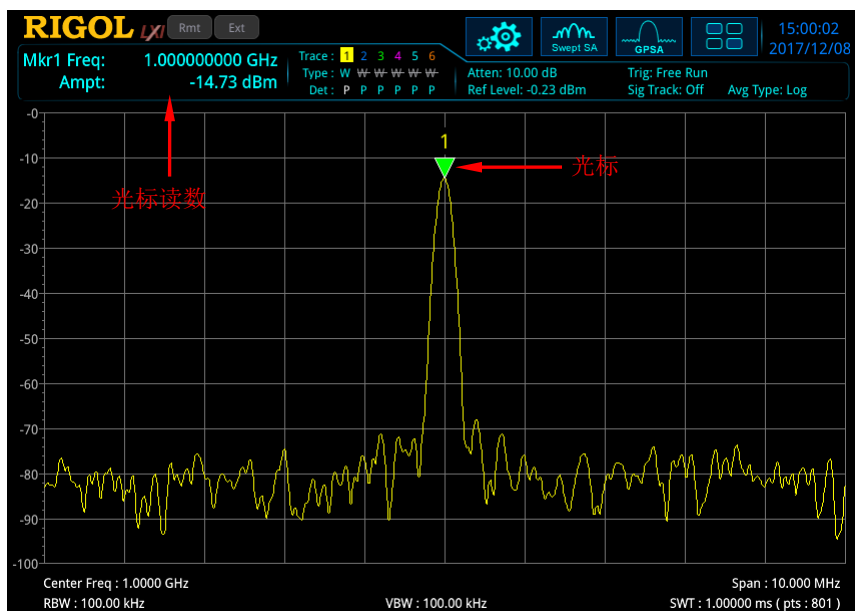 RIGOL LXI Rmt Ext
Swept SA
GPSA
15:00:02
2017/12/08
Mkr1 Freq: 1.000000000 GHz
Ampt: -14.73 dBm
Trace : 1 2 3 4 5 6
Type : W W W W W W
Det : P P P P P P
Atten: 10.00 dB
Ref Level: -0.23 dBm
Trig: Free Run
Sig Track: Off
Avg Type: Log
光标读数
1
光标
-0
-10
-20
-30
-40
-50
-60
-70
-80
-90
-100
Center Freq : 1.0000 GHz
Span : 10.000 MHz
RBW : 100.00 kHz
VBW : 100.00 kHz
SWT : 1.00000 ms ( pts : 801 )